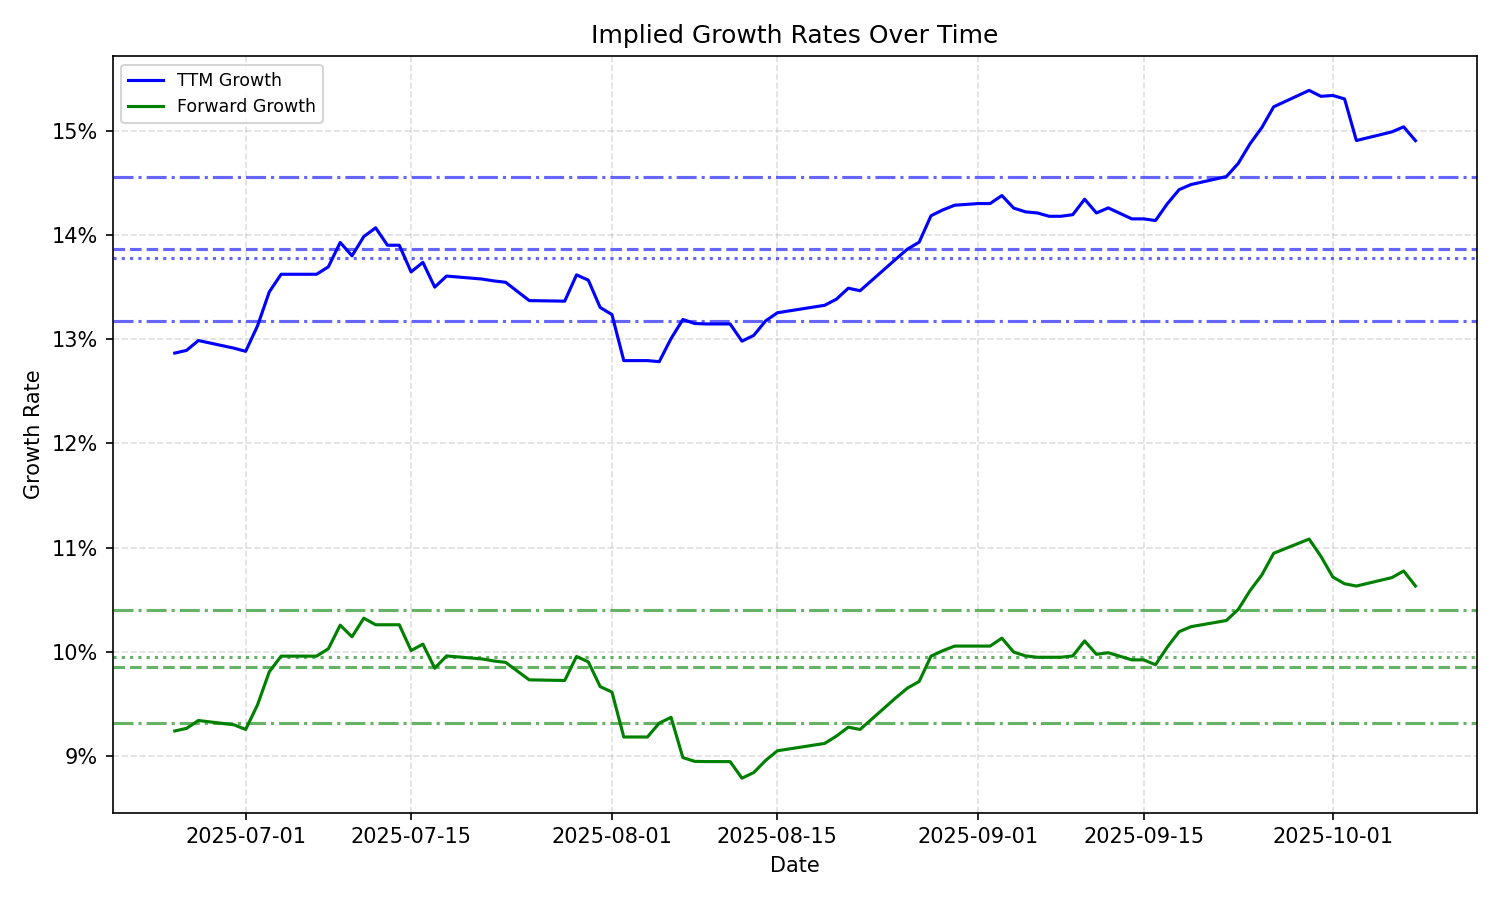 Implied Growth Rates Over Time
TTM Growth
Forward Growth
15%
14%
13%
12%
11%
10%
9%
Growth Rate
2025-07-01
2025-07-15
2025-08-01
2025-08-15
2025-09-01
2025-09-15
2025-10-01
Date